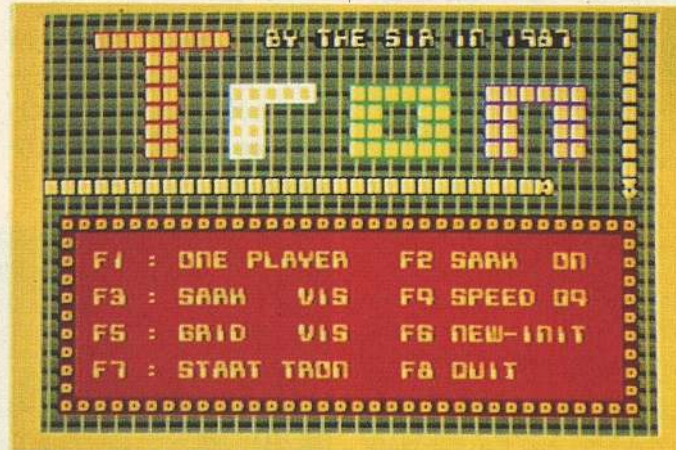 BY THE SIR IN 1987
Tron
F1 : ONE PLAYER F2 SARK ON
F3 : SARK VIS F4 SPEED 04
F5 : GRID VIS F6 NEW-INIT
F7 : START TRON F8 QUIT